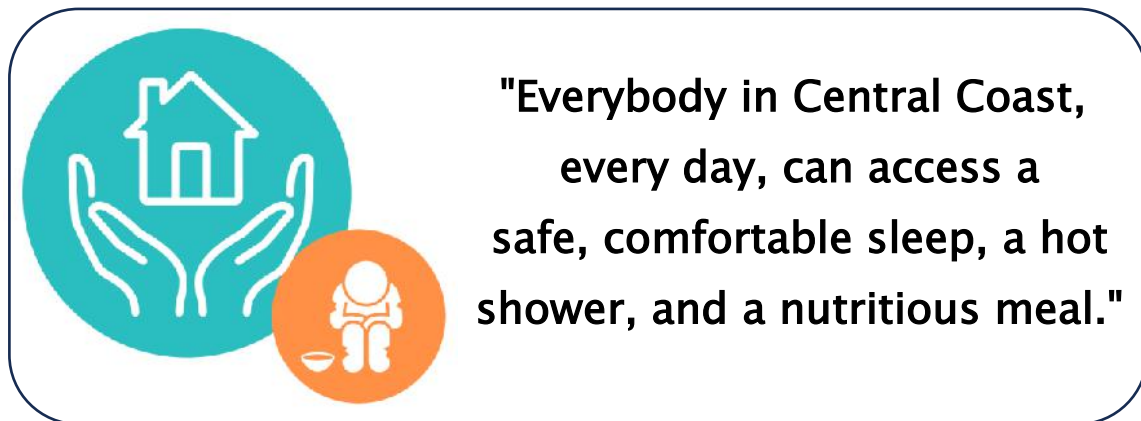 "Everybody in Central Coast,
every day, can access a
safe, comfortable sleep, a hot
shower, and a nutritious meal."